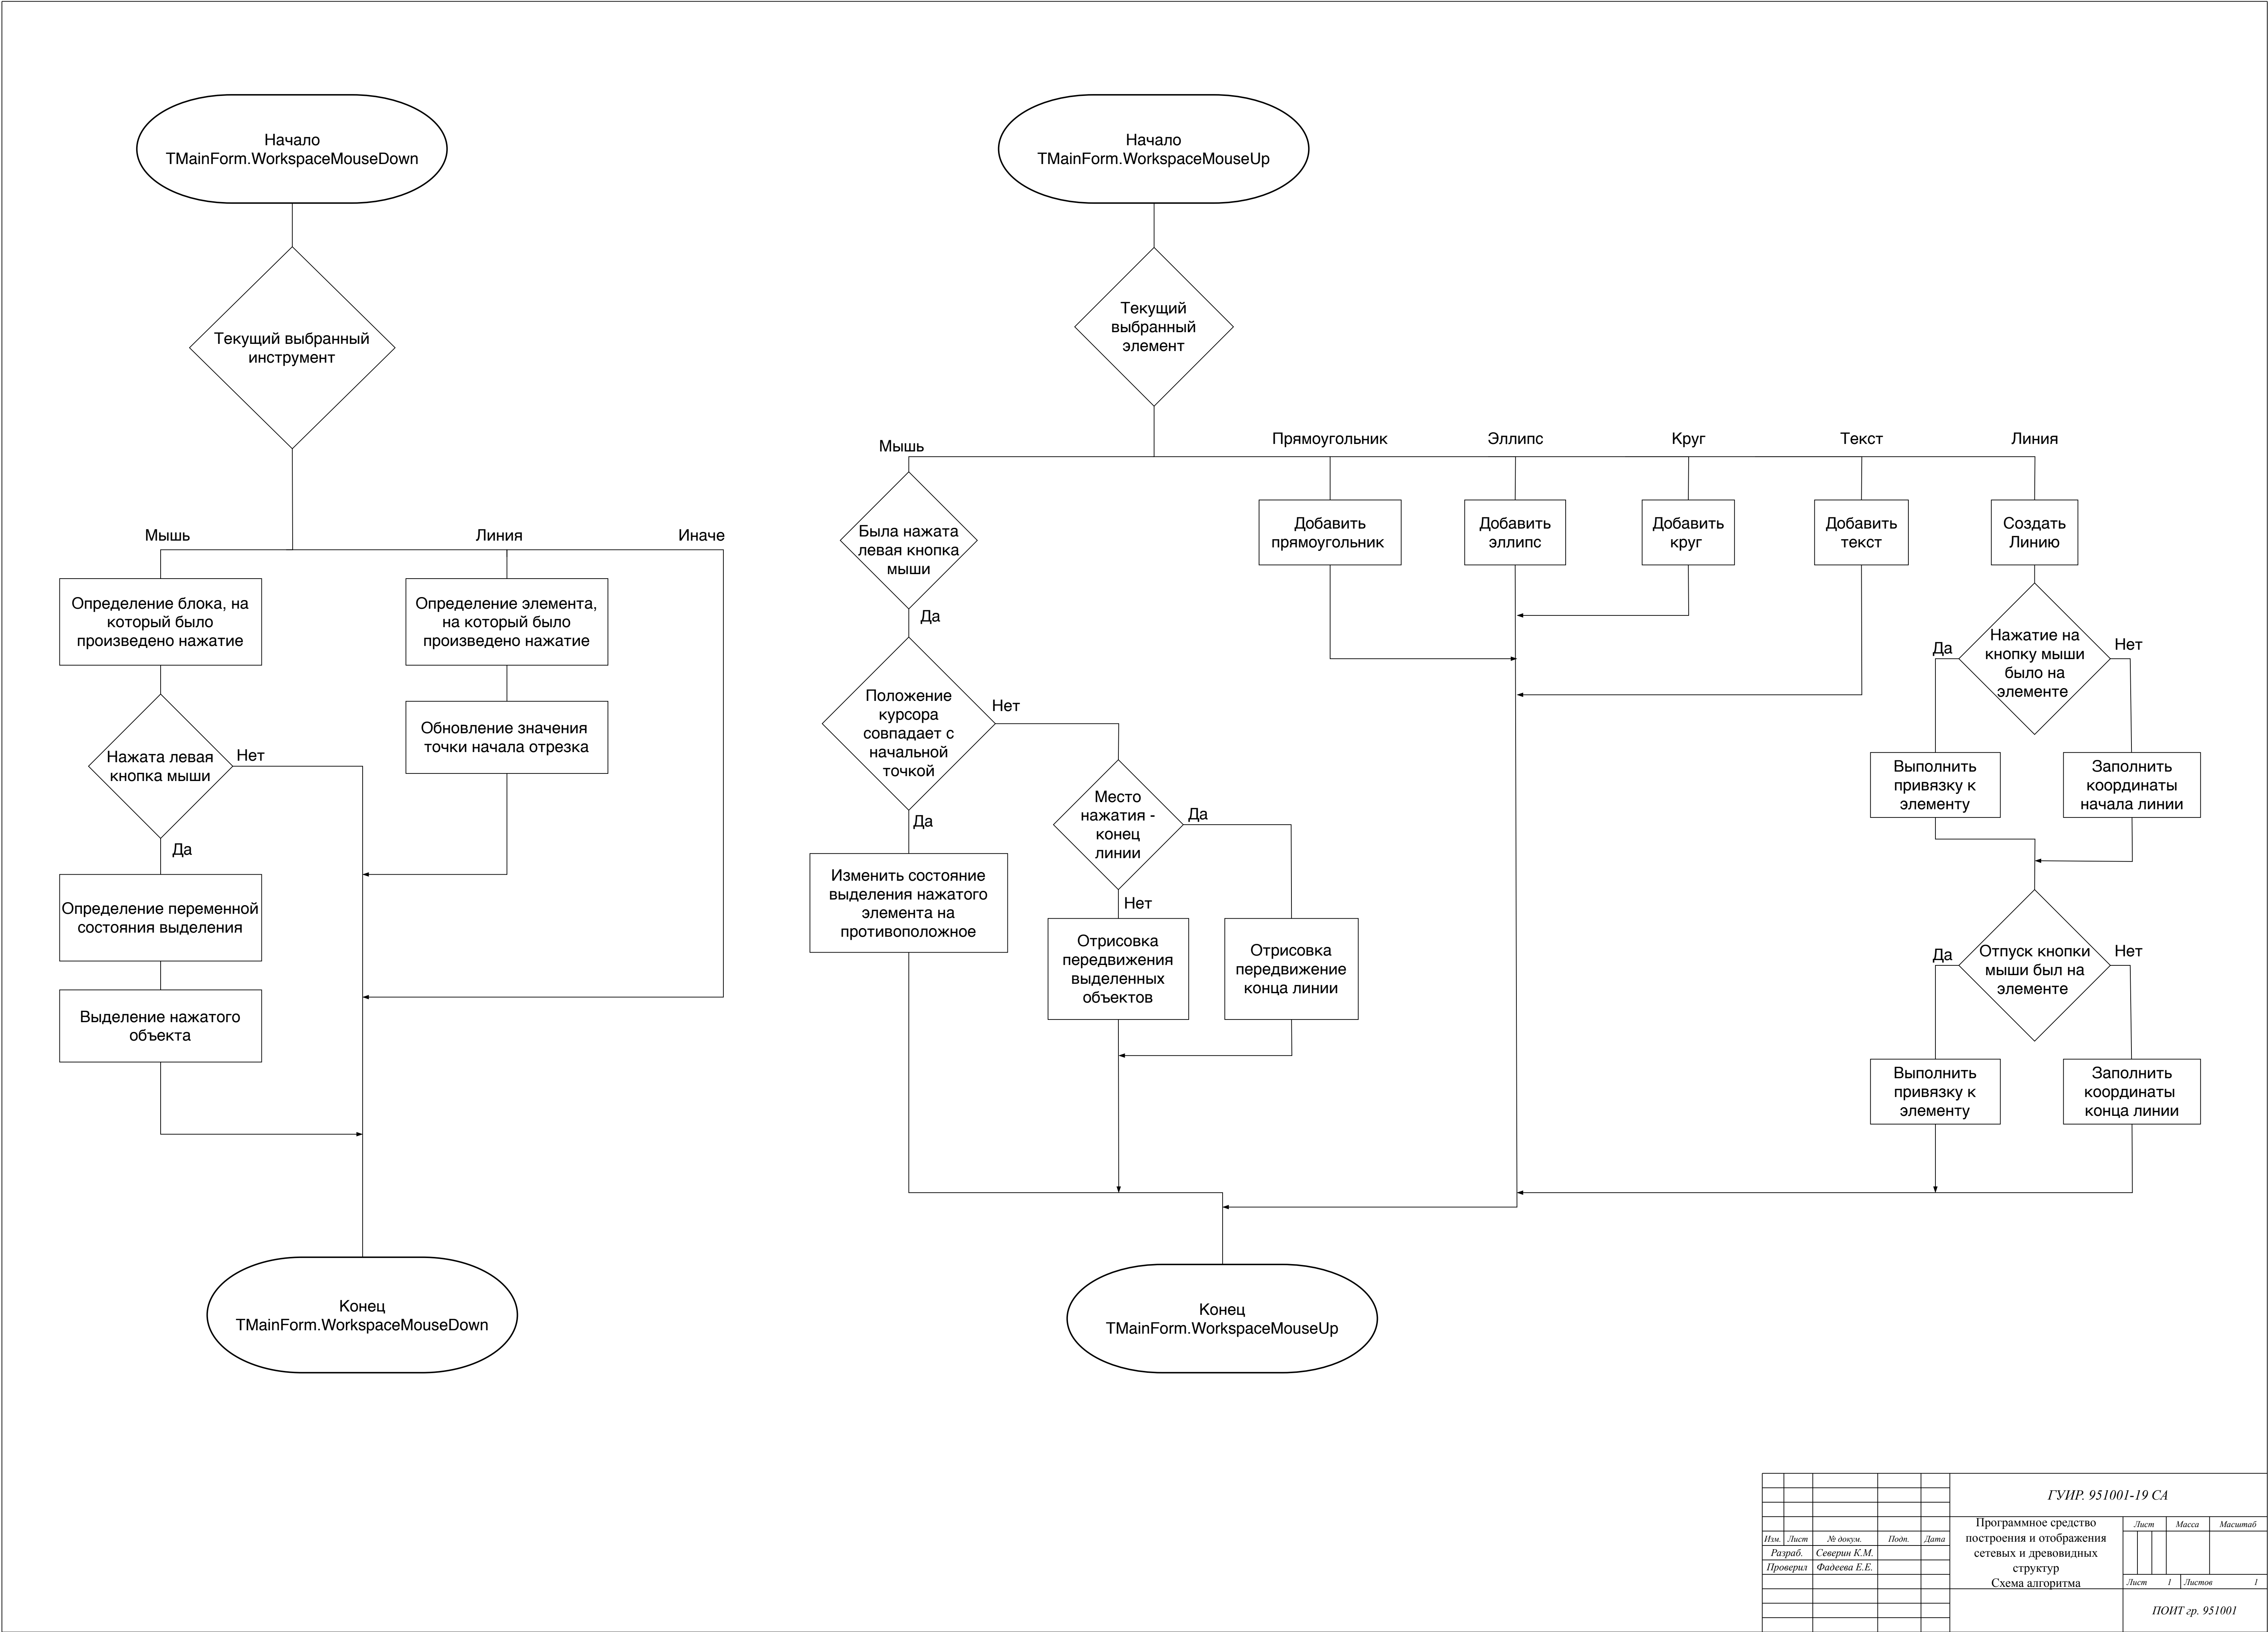 Начало
TMainForm.WorkspaceMouseDown
Текущий выбранный
инструмент
Мышь
Линия
Иначе
Определение блока, на
который было
произведено нажатие
Определение элемента,
на который было
произведено нажатие
Обновление значения
точки начала отрезка
Нажата левая
кнопка мыши
Нет
Да
Определение переменной
состояния выделения
Выделение нажатого
объекта
Конец
TMainForm.WorkspaceMouseDown
Начало
TMainForm.WorkspaceMouseUp
Текущий
выбранный
элемент
Мышь
Прямоугольник
Эллипс
Круг
Текст
Линия
Была нажата
левая кнопка
мыши
Да
Добавить
прямоугольник
Добавить
эллипс
Добавить
круг
Добавить
текст
Создать
Линию
Положение
курсора
совпадает с
начальной
точкой
Нет
Да
Место
нажатия -
конец
линии
Да
Нет
Изменить состояние
выделения нажатого
элемента на
противоположное
Отрисовка
передвижения
выделенных
объектов
Отрисовка
передвижение
конца линии
Нажатие на
кнопку мыши
было на
элементе
Да
Нет
Выполнить
привязку к
элементу
Заполнить
координаты
начала линии
Отпуск кнопки
мыши был на
элементе
Да
Нет
Выполнить
привязку к
элементу
Заполнить
координаты
конца линии
Конец
TMainForm.WorkspaceMouseUp
ГУИР. 951001-19 СА
Изм. Лист № докум. Подп. Дата
Разраб. Северин К.М.
Проверил Фадеева Е.Е.
Программное средство
построения и отображения
сетевых и древовидных
структур
Схема алгоритма
Лист Масса Масштаб
Лист 1 Листов 1
ПОИТ гр. 951001